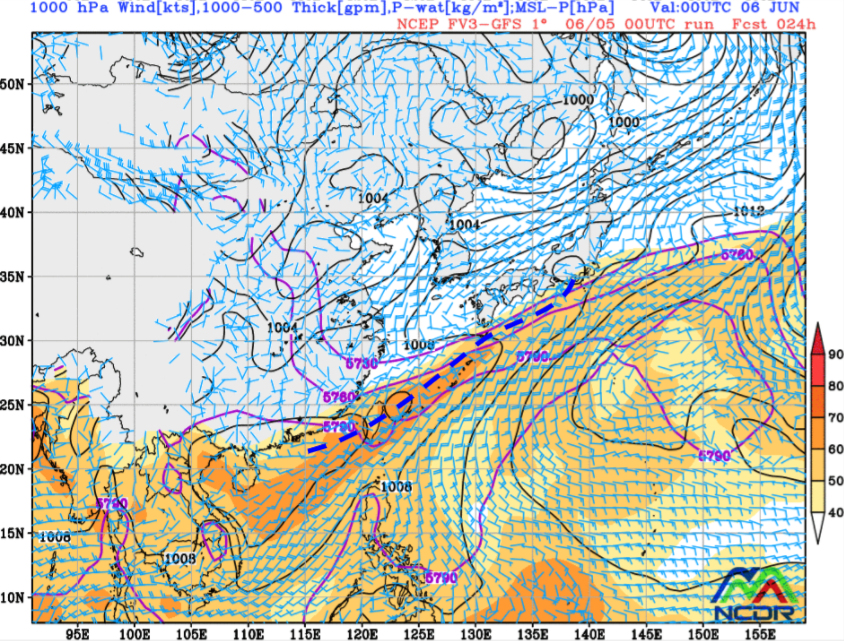 1000 hPa Wind[kts],1000-500 Thick[gpm],P-wat[kg/m²];MSL-P[hPa] Val:00UTC 06 JUN
NCEP FV3-GFS 1° 06/05 00UTC run Fcst 024h
50N
1000
1000
45N
1004
40N
1012
1004
5760
35N
1004
30N
1008
5730
5790
90
5760
80
25N
5790
70
5790
60
20N
1008
50
5790
40
15N
1008
1008
5790
10N
NCDR
95E 100E 105E 110E 115E 120E 125E 130E 135E 140E 145E 150E 155E